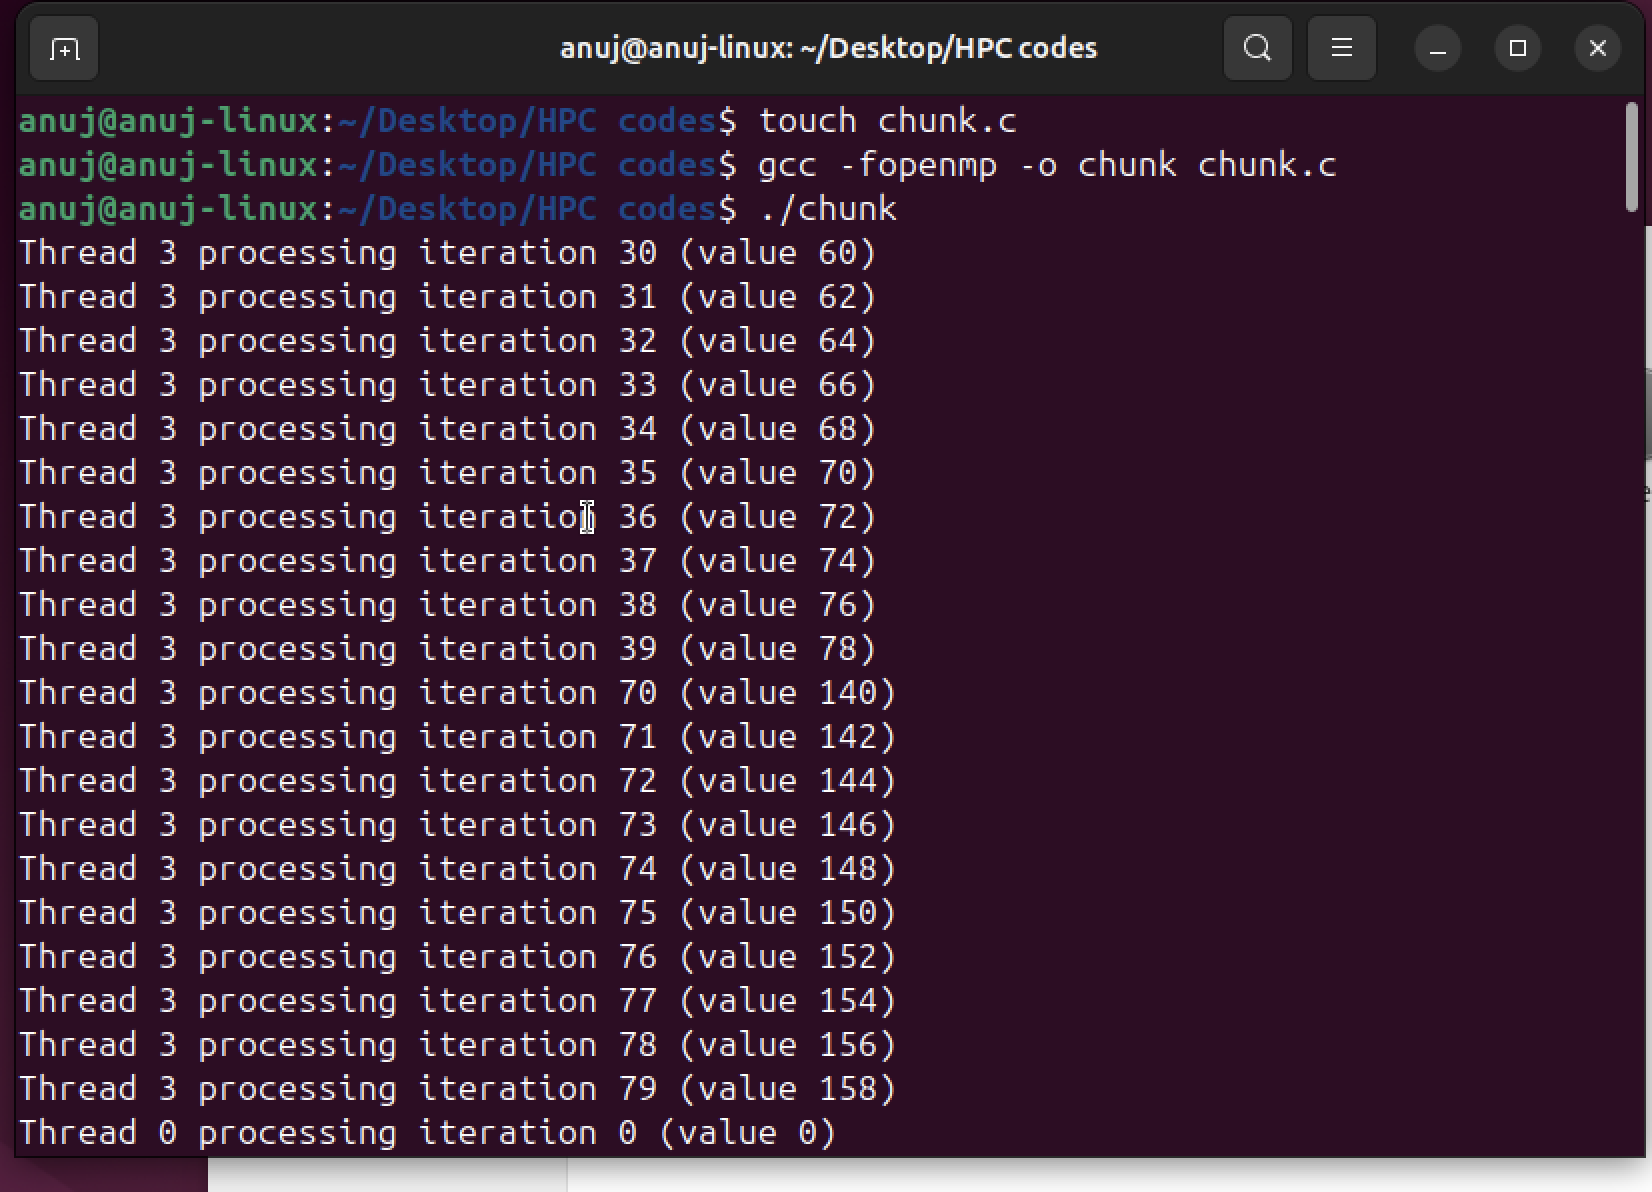 anuj@anuj-linux: ~/Desktop/HPC codes
anuj@anuj-linux:~/Desktop/HPC codes$ touch chunk.c
anuj@anuj-linux:~/Desktop/HPC codes$ gcc -fopenmp -o chunk chunk.c
anuj@anuj-linux:~/Desktop/HPC codes$ ./chunk
Thread 3 processing iteration 30 (value 60)
Thread 3 processing iteration 31 (value 62)
Thread 3 processing iteration 32 (value 64)
Thread 3 processing iteration 33 (value 66)
Thread 3 processing iteration 34 (value 68)
Thread 3 processing iteration 35 (value 70)
Thread 3 processing iteration 36 (value 72)
Thread 3 processing iteration 37 (value 74)
Thread 3 processing iteration 38 (value 76)
Thread 3 processing iteration 39 (value 78)
Thread 3 processing iteration 70 (value 140)
Thread 3 processing iteration 71 (value 142)
Thread 3 processing iteration 72 (value 144)
Thread 3 processing iteration 73 (value 146)
Thread 3 processing iteration 74 (value 148)
Thread 3 processing iteration 75 (value 150)
Thread 3 processing iteration 76 (value 152)
Thread 3 processing iteration 77 (value 154)
Thread 3 processing iteration 78 (value 156)
Thread 3 processing iteration 79 (value 158)
Thread 0 processing iteration 0 (value 0)